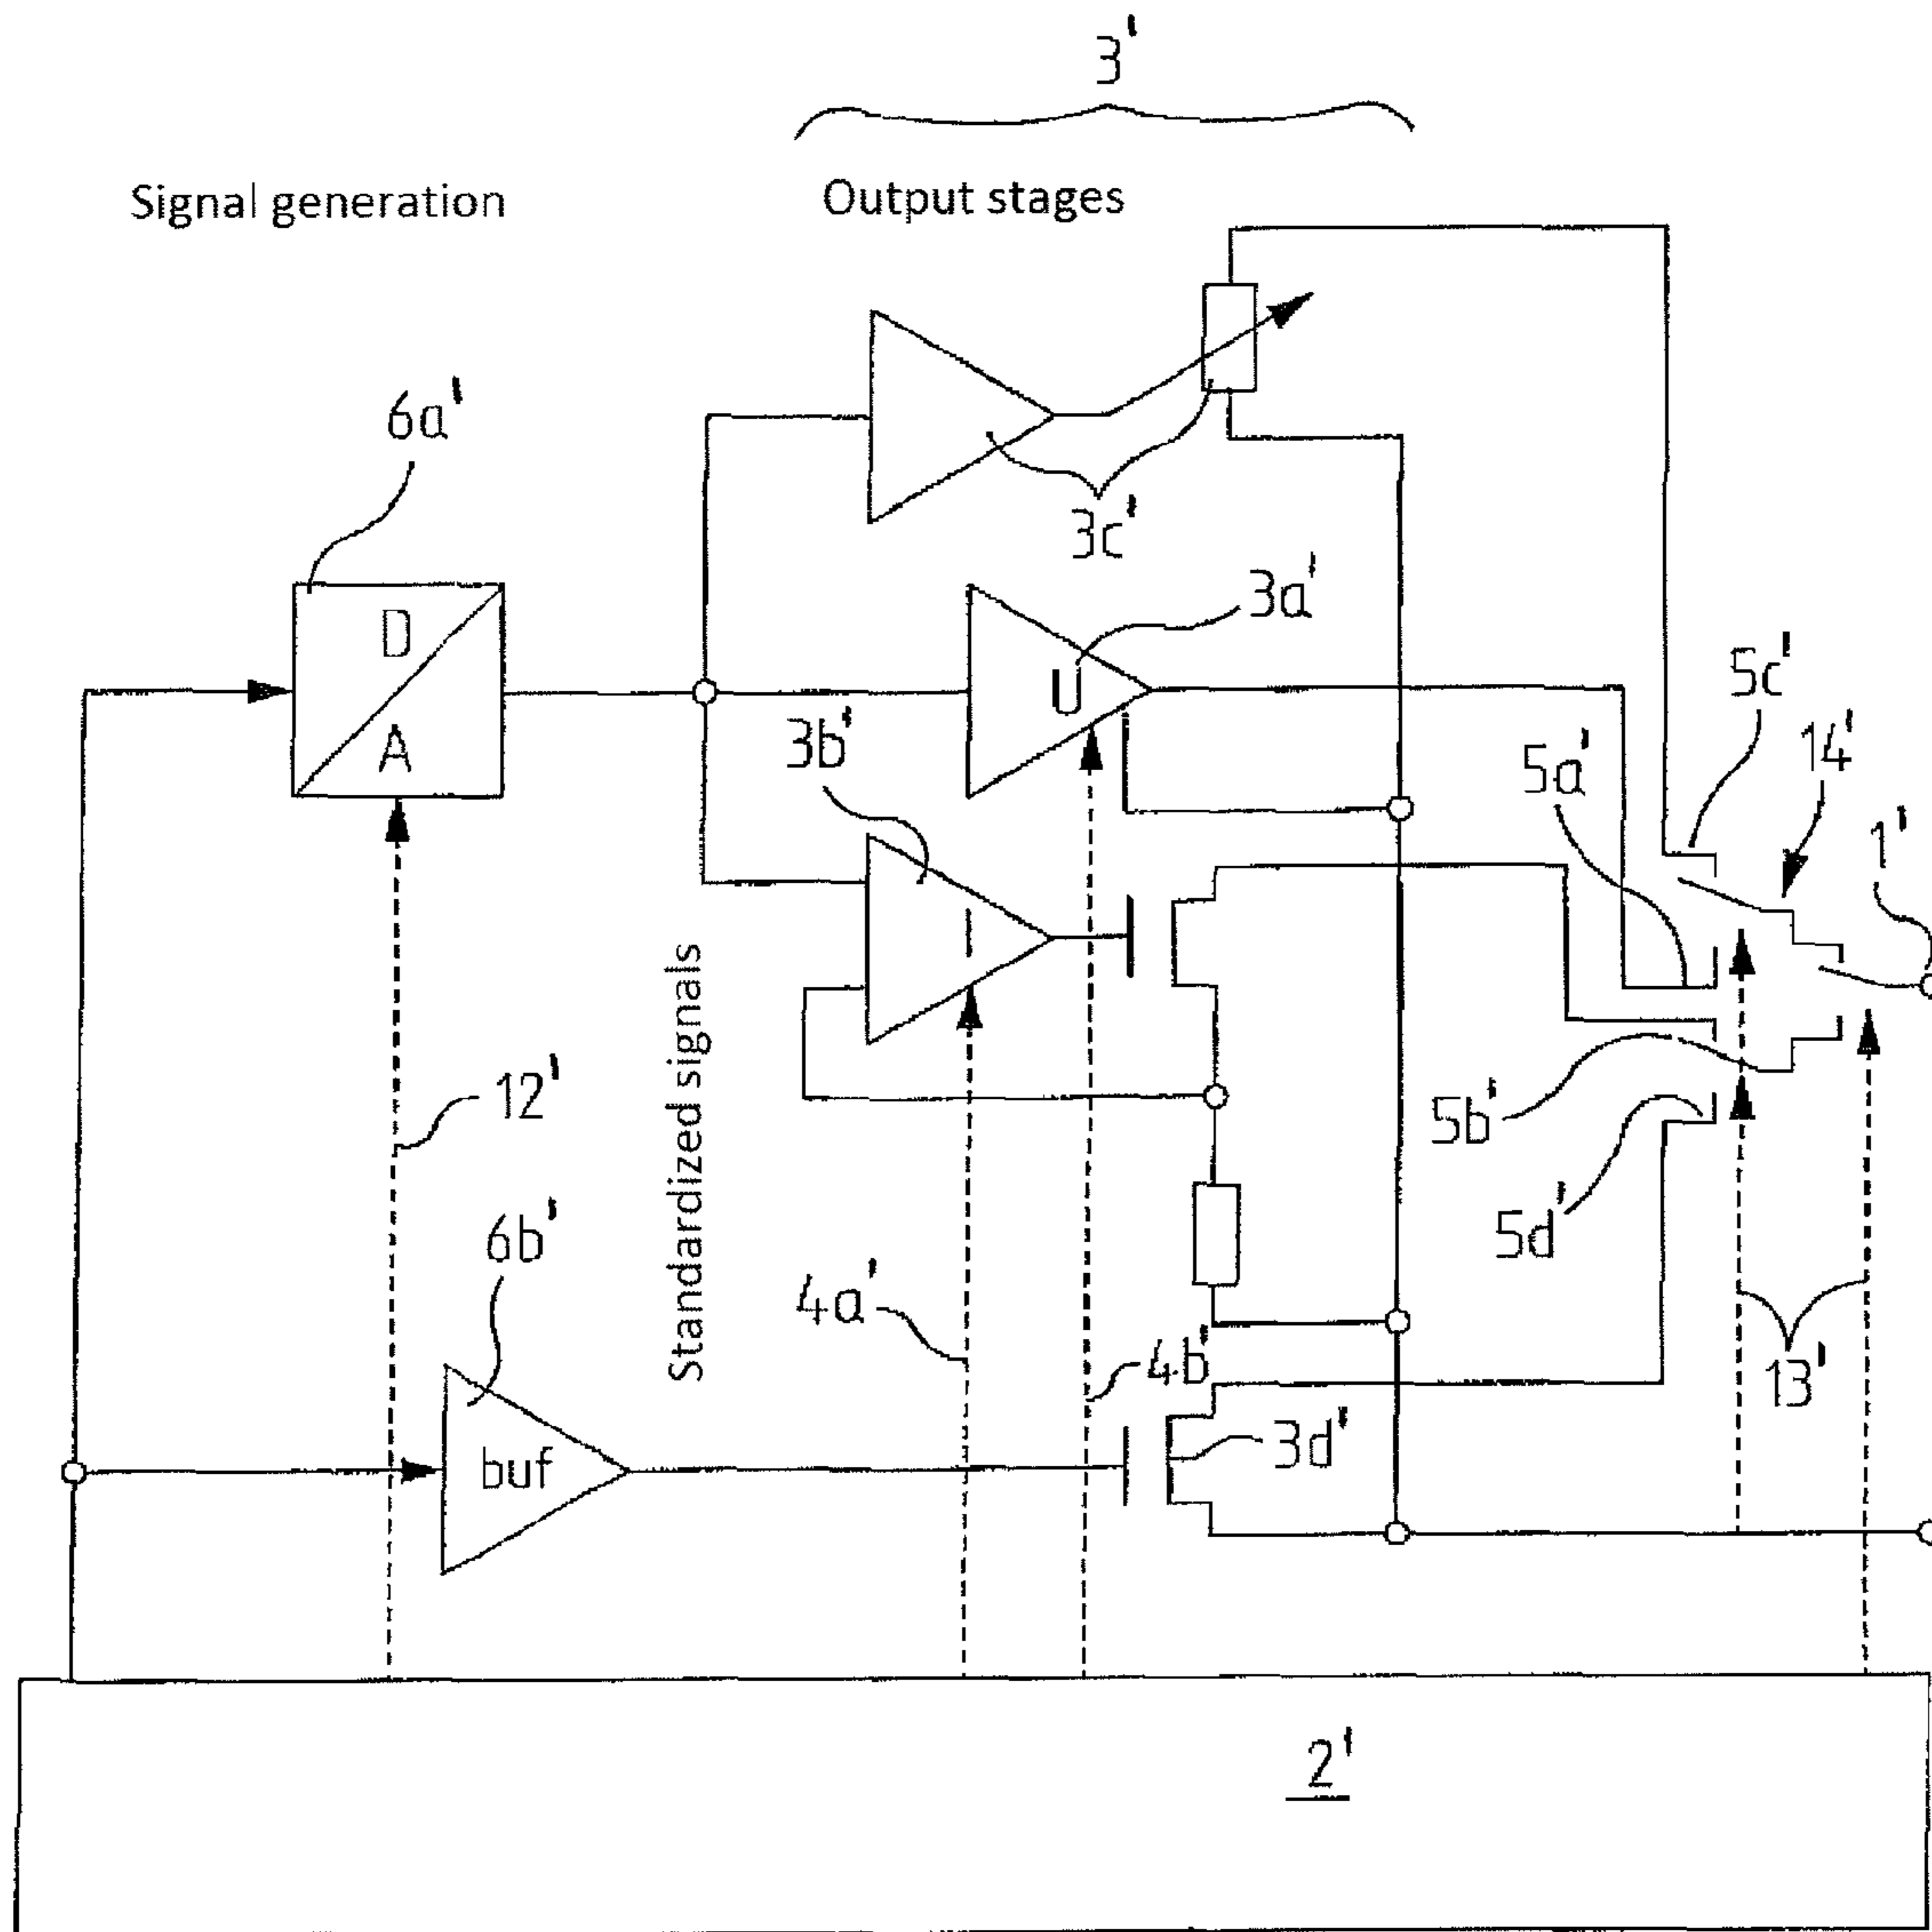 3'
Signal generation
Output stages
6a'
3c'
D
A
3a'
U
3b'
5c'
5a'
14'
1'
I
Standardized signals
12'
5b'
5d'
6b'
4a'
4b'
13'
3d'
buf
2'